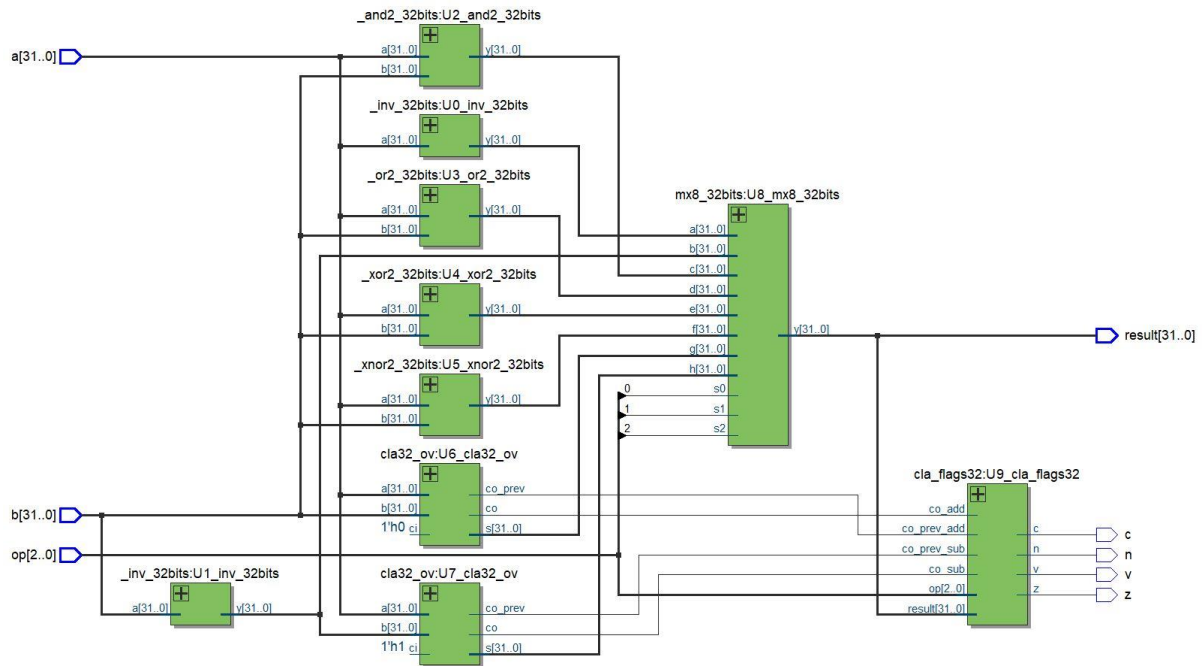 _and2_32bits:U2_and2_32bits
a[31..0]
a[31..0]
b[31..0]
y[31..0]
_inv_32bits:U0_inv_32bits
a[31..0]
y[31..0]
_or2_32bits:U3_or2_32bits
a[31..0]
b[31..0]
y[31..0]
_xor2_32bits:U4_xor2_32bits
a[31..0]
b[31..0]
y[31..0]
_xnor2_32bits:U5_xnor2_32bits
a[31..0]
b[31..0]
y[31..0]
mx8_32bits:U8_mx8_32bits
a[31..0]
b[31..0]
c[31..0]
d[31..0]
e[31..0]
f[31..0]
g[31..0]
h[31..0]
0
s0
1
s1
2
s2
y[31..0]
result[31..0]
cla32_ov:U6_cla32_ov
a[31..0]
b[31..0]
1'h0
ci
co_prev
co
s[31..0]
b[31..0]
op[2..0]
_inv_32bits:U1_inv_32bits
a[31..0]
y[31..0]
cla32_ov:U7_cla32_ov
a[31..0]
b[31..0]
1'h1
ci
co_prev
co
s[31..0]
cla_flags32:U9_cla_flags32
co_add
co_prev_add
co_prev_sub
co_sub
op[2..0]
result[31..0]
c
n
v
z
c
n
v
z